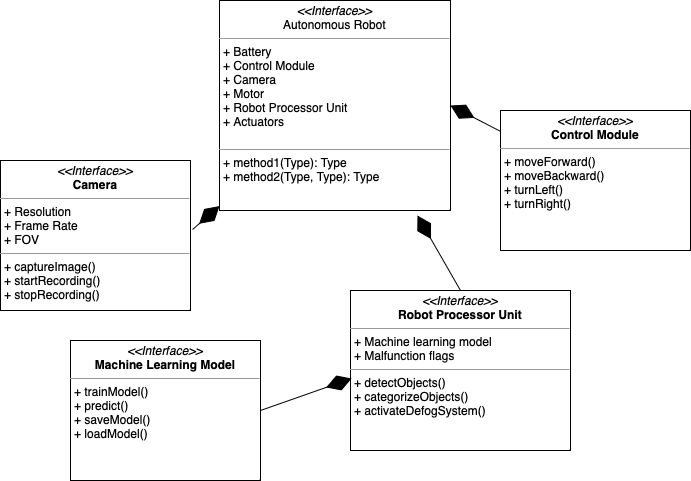 <<Interface>>
Autonomous Robot
+ Battery
+ Control Module
+ Camera
+ Motor
+ Robot Processor Unit
+ Actuators
+ method1(Type): Type
+ method2(Type, Type): Type
<<Interface>>
Control Module
+ moveForward()
+ moveBackward()
+ turnLeft()
+ turnRight()
<<Interface>>
Camera
+ Resolution
+ Frame Rate
+ FOV
+ captureImage()
+ startRecording()
+ stopRecording()
<<Interface>>
Robot Processor Unit
+ Machine learning model
+ Malfunction flags
+ detectObjects()
+ categorizeObjects()
+ activateDefogSystem()
<<Interface>>
Machine Learning Model
+ trainModel()
+ predict()
+ saveModel()
+ loadModel()